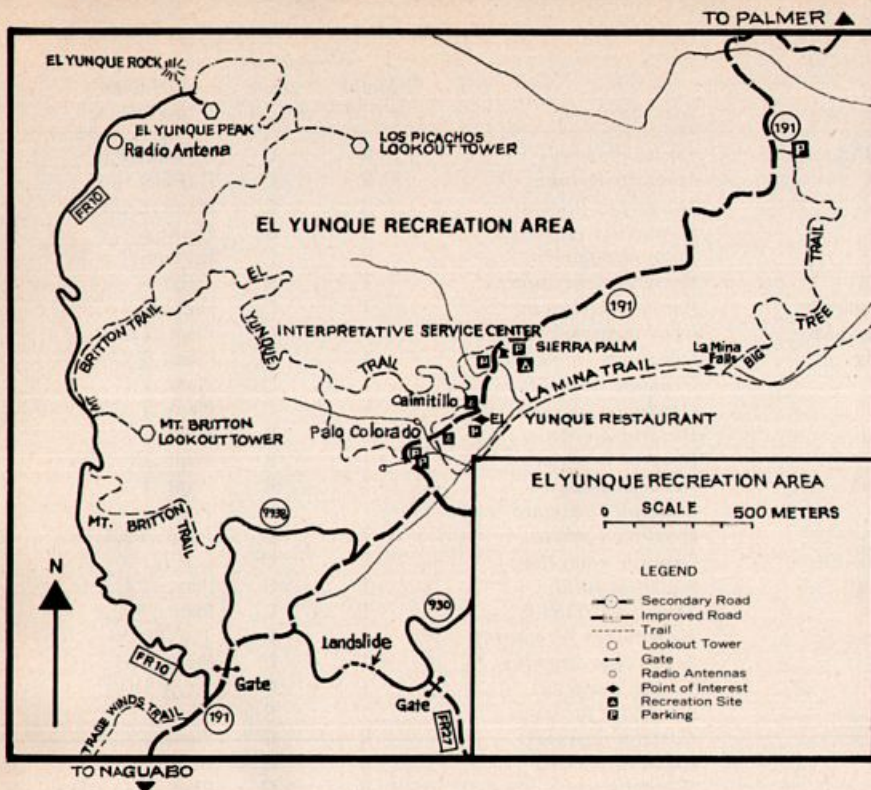 TO PALMER
EL YUNQUE ROCK
EL YUNQUE PEAK
Radio Antena
LOS PICACHOS
LOOKOUT TOWER
191
P
FR10
EL YUNQUE RECREATION AREA
TRAIL
EL
YUNQUE
191
TREE
BRITTON TRAIL
INTERPRETATIVE SERVICE CENTER
P
SIERRA PALM
P
La Mina
Falls
BIG
TRAIL
LA MINA TRAIL
Caimitillo
MT.
EL
YUNQUE RESTAURANT
MT. BRITTON
LOOKOUT TOWER
Palo Colorado
P
P
P
MT. BRITTON
TRAIL
9938
N
930
Landslide
FR10
Gate
Gate
TRADE WINDS TRAIL
191
FR27
TO NAGUABO
EL YUNQUE RECREATION AREA
0 SCALE 500 METERS
LEGEND
Secondary Road
Improved Road
Trail
Lookout Tower
Gate
Radio Antennas
Point of Interest
Recreation Site
P Parking